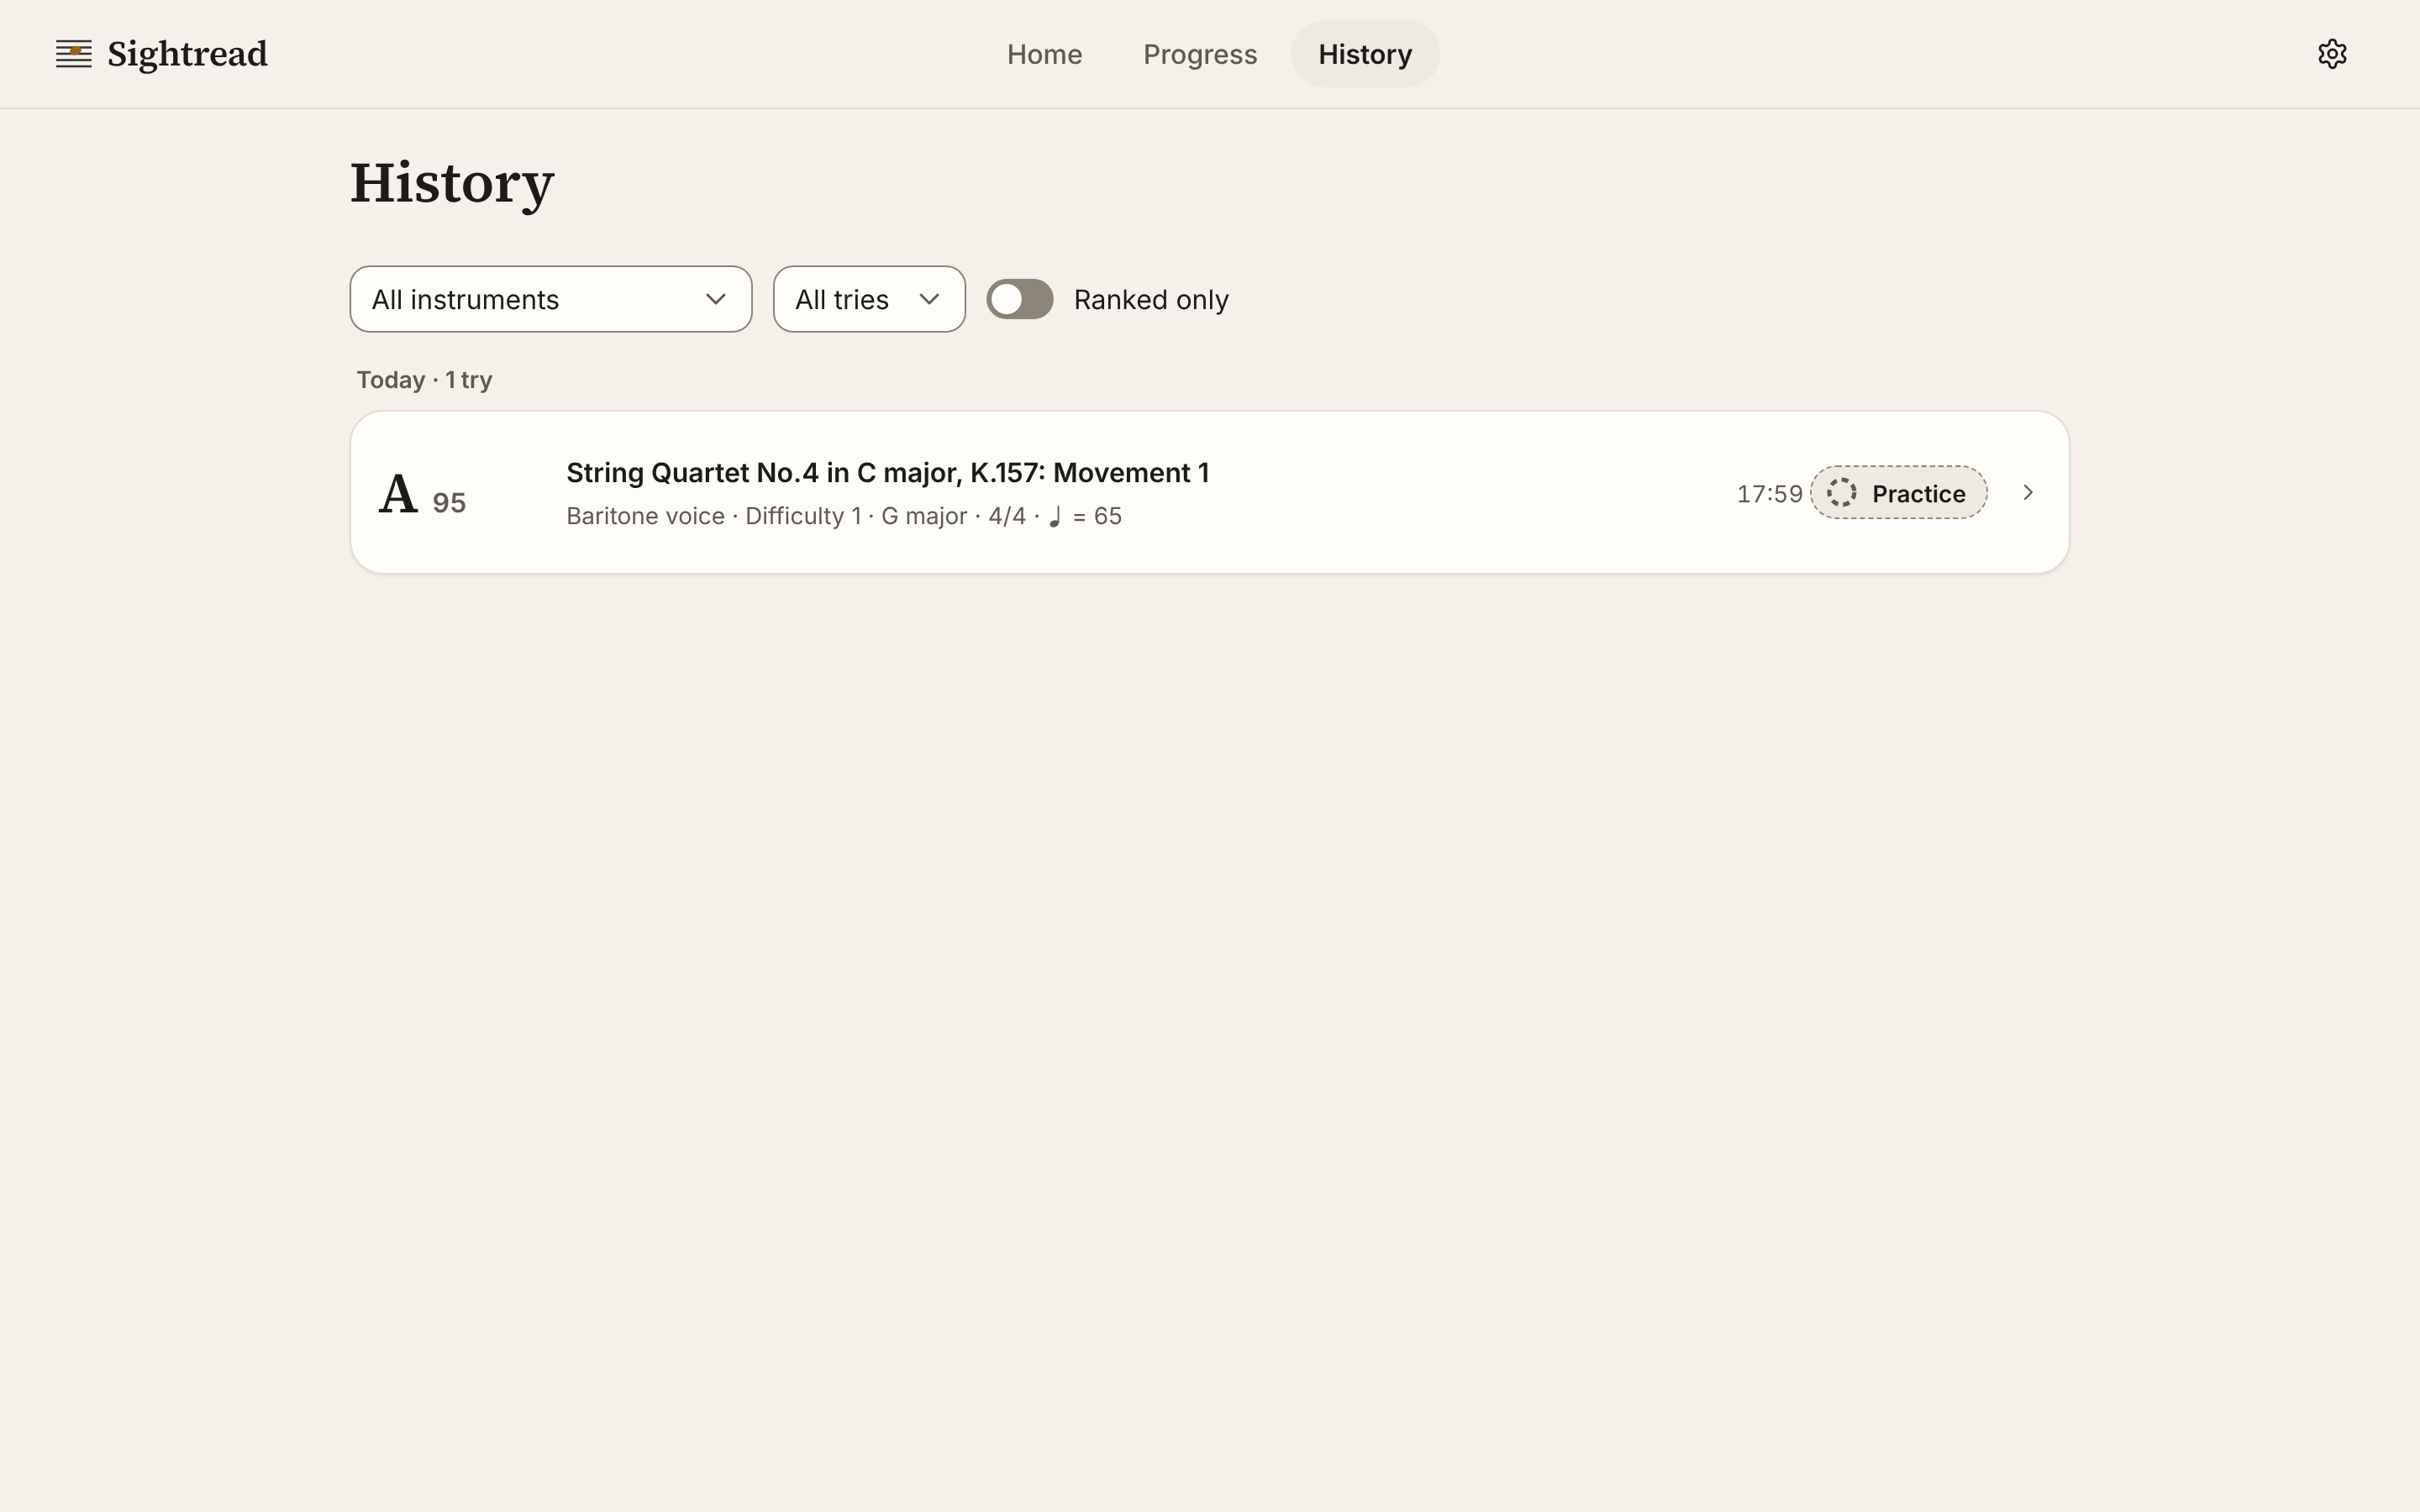 Sightread
Home
Progress
History
History
All instruments
All tries
Ranked only
Today · 1 try
A 95
String Quartet No.4 in C major, K.157: Movement 1
Baritone voice · Difficulty 1 · G major · 4/4 · ♩ = 65
17:59
Practice